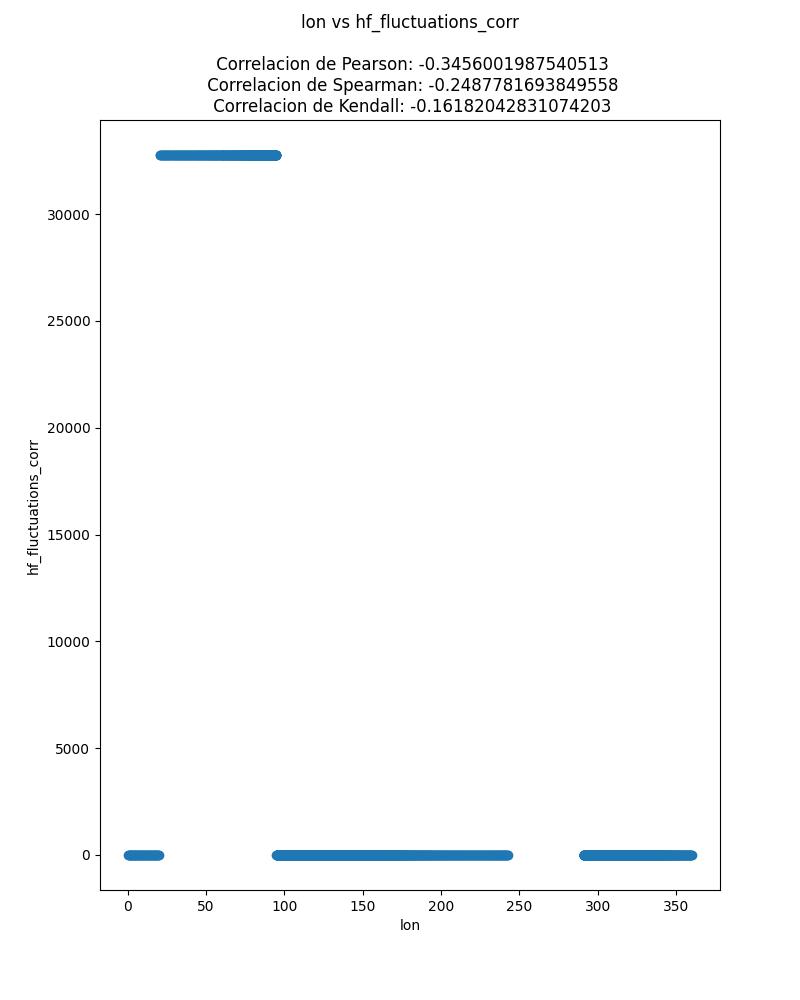 lon vs hf_fluctuations_corr
Correlacion de Pearson: -0.3456001987540513
Correlacion de Spearman: -0.2487781693849558
Correlacion de Kendall: -0.16182042831074203
30000
25000
20000
15000
10000
5000
0
hf_fluctuations_corr
0 50 100 150 200 250 300 350
lon